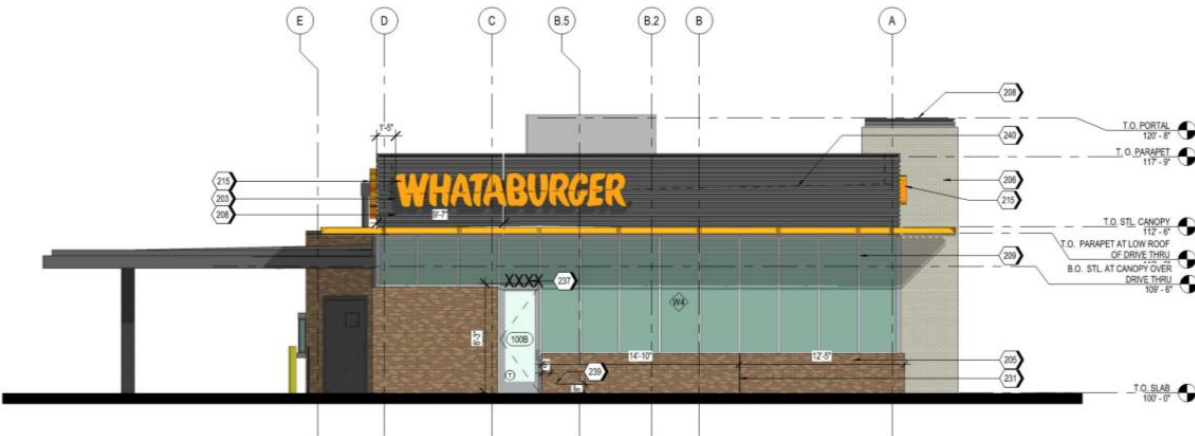 E
D
C
B.5
B.2
B
A
208
1'-5"
T.O. PORTAL
120' - 8"
240
T. O. PARAPET
117' - 9"
215
206
WHATABURGER
203
215
208
9'-7"
T.O. STL. CANOPY
112' - 6"
T.O. PARAPET AT LOW ROOF
OF DRIVE THRU
209
B.O. STL. AT CANOPY OVER
DRIVE THRU
109' - 6"
XXXX
237
W4
100B
14'-10"
12'-5"
205
239
231
T
T.O. SLAB
100' - 0"